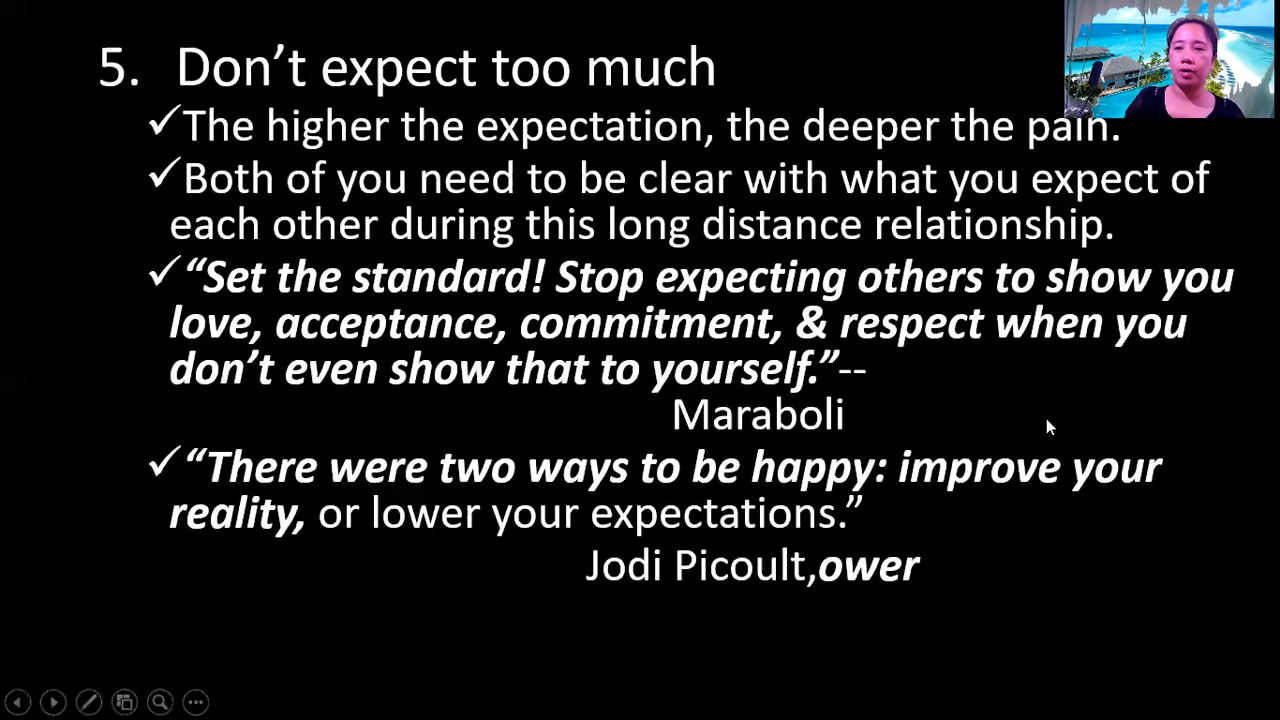 5. Don’t expect too much
✓The higher the expectation, the deeper the pain.
✓Both of you need to be clear with what you expect of
each other during this long distance relationship.
✓“Set the standard! Stop expecting others to show you
love, acceptance, commitment, & respect when you
don’t even show that to yourself.”--
Maraboli
✓“There were two ways to be happy: improve your
reality, or lower your expectations.”
Jodi Picoult,ower